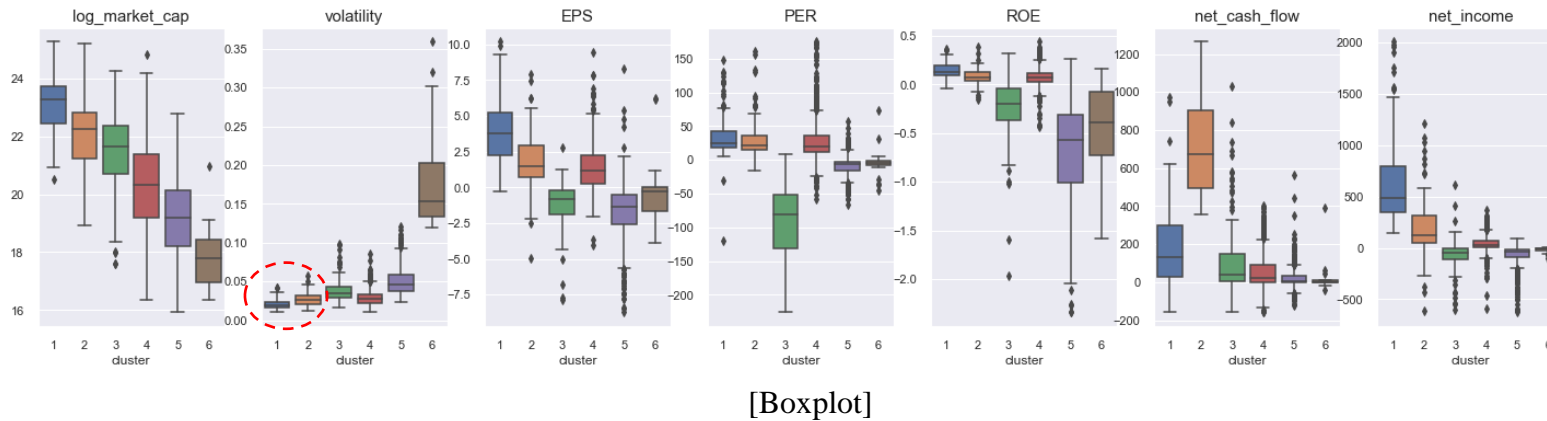 log_market_cap
24
22
20
18
16
1 2 3 4 5 6
cluster
volatility
0.35
0.30
0.25
0.20
0.15
0.10
0.05
0.00
1 2 3 4 5 6
cluster
EPS
10.0
7.5
5.0
2.5
0.0
−2.5
−5.0
−7.5
1 2 3 4 5 6
cluster
PER
150
100
50
0
−50
−100
−150
−200
1 2 3 4 5 6
cluster
ROE
0.5
0.0
−0.5
−1.0
−1.5
−2.0
1 2 3 4 5 6
cluster
net_cash_flow
1200
1000
800
600
400
200
0
−200
1 2 3 4 5 6
cluster
net_income
2000
1500
1000
500
0
−500
1 2 3 4 5 6
cluster
[Boxplot]